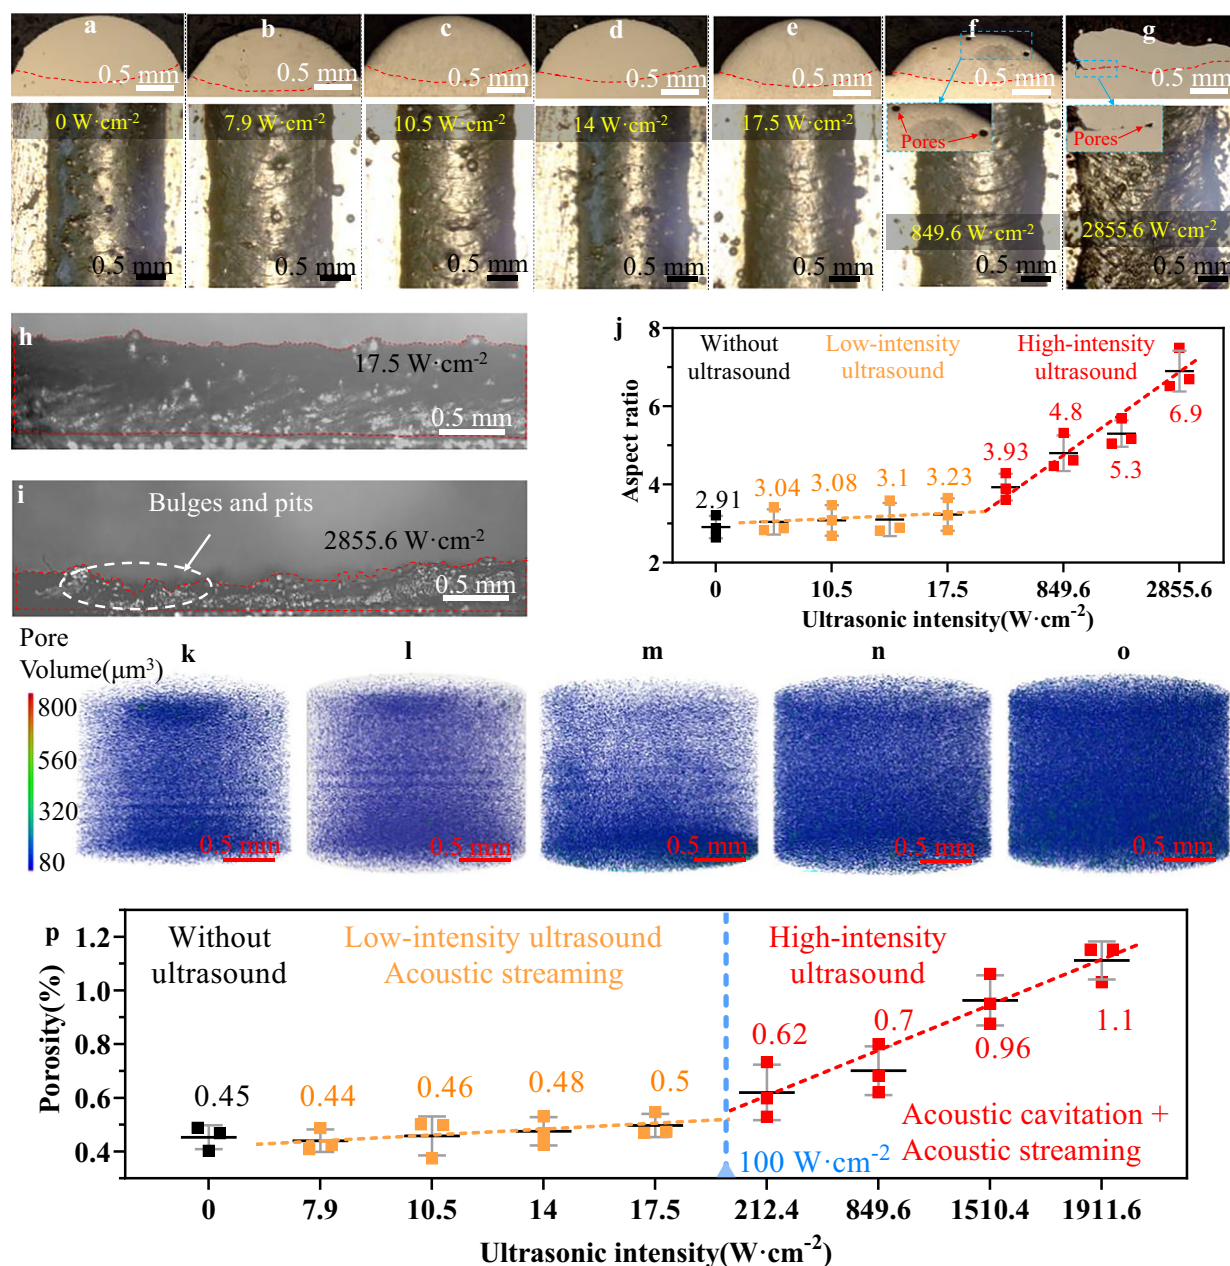 a
b
c
d
e
f
g
0.5 mm
0.5 mm
0.5 mm
0.5 mm
0.5 mm
0.5 mm
0.5 mm
0 W·cm-2
7.9 W·cm-2
10.5 W·cm-2
14 W·cm-2
17.5 W·cm-2
Pores
Pores
849.6 W·cm-2
2855.6 W·cm-2
0.5 mm
0.5 mm
0.5 mm
0.5 mm
0.5 mm
0.5 mm
0.5 mm
h
17.5 W·cm-2
0.5 mm
i
Bulges and pits
2855.6 W·cm-2
0.5 mm
j
Aspect ratio
8
6
4
2
Without
ultrasound
Low-intensity
ultrasound
High-intensity
ultrasound
2.91
3.04
3.08
3.1
3.23
3.93
4.8
5.3
6.9
0
10.5
17.5
849.6
2855.6
Ultrasonic intensity(W·cm-2)
Pore
Volume(μm3)
800
560
320
80
k
l
m
n
o
0.5 mm
0.5 mm
0.5 mm
0.5 mm
0.5 mm
p
Porosity(%)
1.2
1.0
0.8
0.6
0.4
Without
ultrasound
Low-intensity ultrasound
Acoustic streaming
High-intensity
ultrasound
0.45
0.44
0.46
0.48
0.5
0.62
0.7
0.96
1.1
Acoustic cavitation +
Acoustic streaming
100 W·cm-2
0
7.9
10.5
14
17.5
212.4
849.6
1510.4
1911.6
Ultrasonic intensity(W·cm-2)